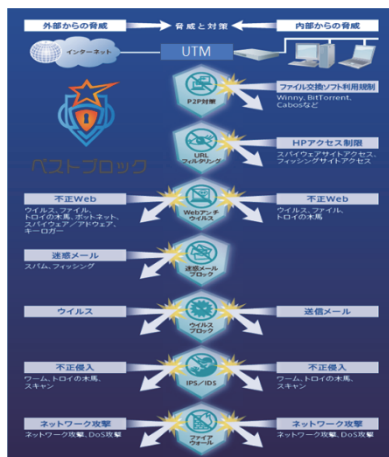 外部からの脅威
脅威と対策
内部からの脅威
インターネット
UTM
P2P対策
ファイル交換ソフト利用規制
Winny、BitTorrent、
Cabosなど
ベストブロック
URL
フィルタリング
HPアクセス制限
スパイウェアサイトアクセス、
フィッシングサイトアクセス
不正Web
ウイルス、ファイル、
トロイの木馬、ボットネット、
スパイウェア／アドウェア、
キーロガー
Webアンチ
ウイルス
不正Web
ウイルス、ファイル、
トロイの木馬
迷惑メール
スパム、フィッシング
迷惑メール
ブロック
ウイルス
ウイルス
ブロック
送信メール
不正侵入
ワーム、トロイの木馬、
スキャン
IPS／IDS
不正侵入
ワーム、トロイの木馬、
スキャン
ネットワーク攻撃
ネットワーク攻撃、DoS攻撃
ファイア
ウォール
ネットワーク攻撃
ネットワーク攻撃、DoS攻撃